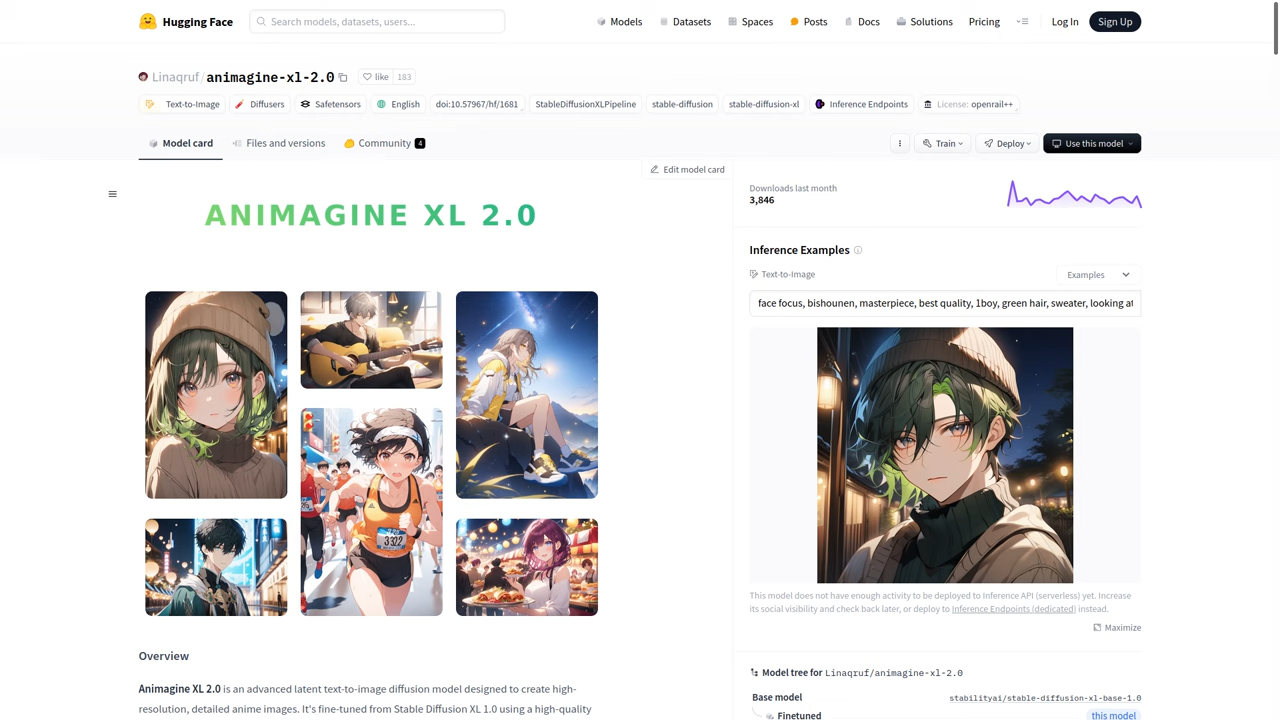 Hugging Face
Search models, datasets, users...
Models
Datasets
Spaces
Posts
Docs
Solutions
Pricing
Log In
Sign Up
Linaqruf/animagine-xl-2.0
like 183
Text-to-Image
Diffusers
Safetensors
English
doi:10.57967/hf/1681
StableDiffusionXLPipeline
stable-diffusion
stable-diffusion-xl
Inference Endpoints
License: openrail++
Model card
Files and versions
Community 4
Train
Deploy
Use this model
Edit model card
ANIMAGINE XL 2.0
3322
Overview
Animagine XL 2.0 is an advanced latent text-to-image diffusion model designed to create high-
resolution, detailed anime images. It's fine-tuned from Stable Diffusion XL 1.0 using a high-quality
Downloads last month
3,846
Inference Examples
Text-to-Image
Examples
face focus, bishounen, masterpiece, best quality, 1boy, green hair, sweater, looking at
This model does not have enough activity to be deployed to Inference API (serverless) yet. Increase
its social visibility and check back later, or deploy to Inference Endpoints (dedicated) instead.
Maximize
Model tree for Linaqruf/animagine-xl-2.0
Base model
stabilityai/stable-diffusion-xl-base-1.0
Finetuned
this model